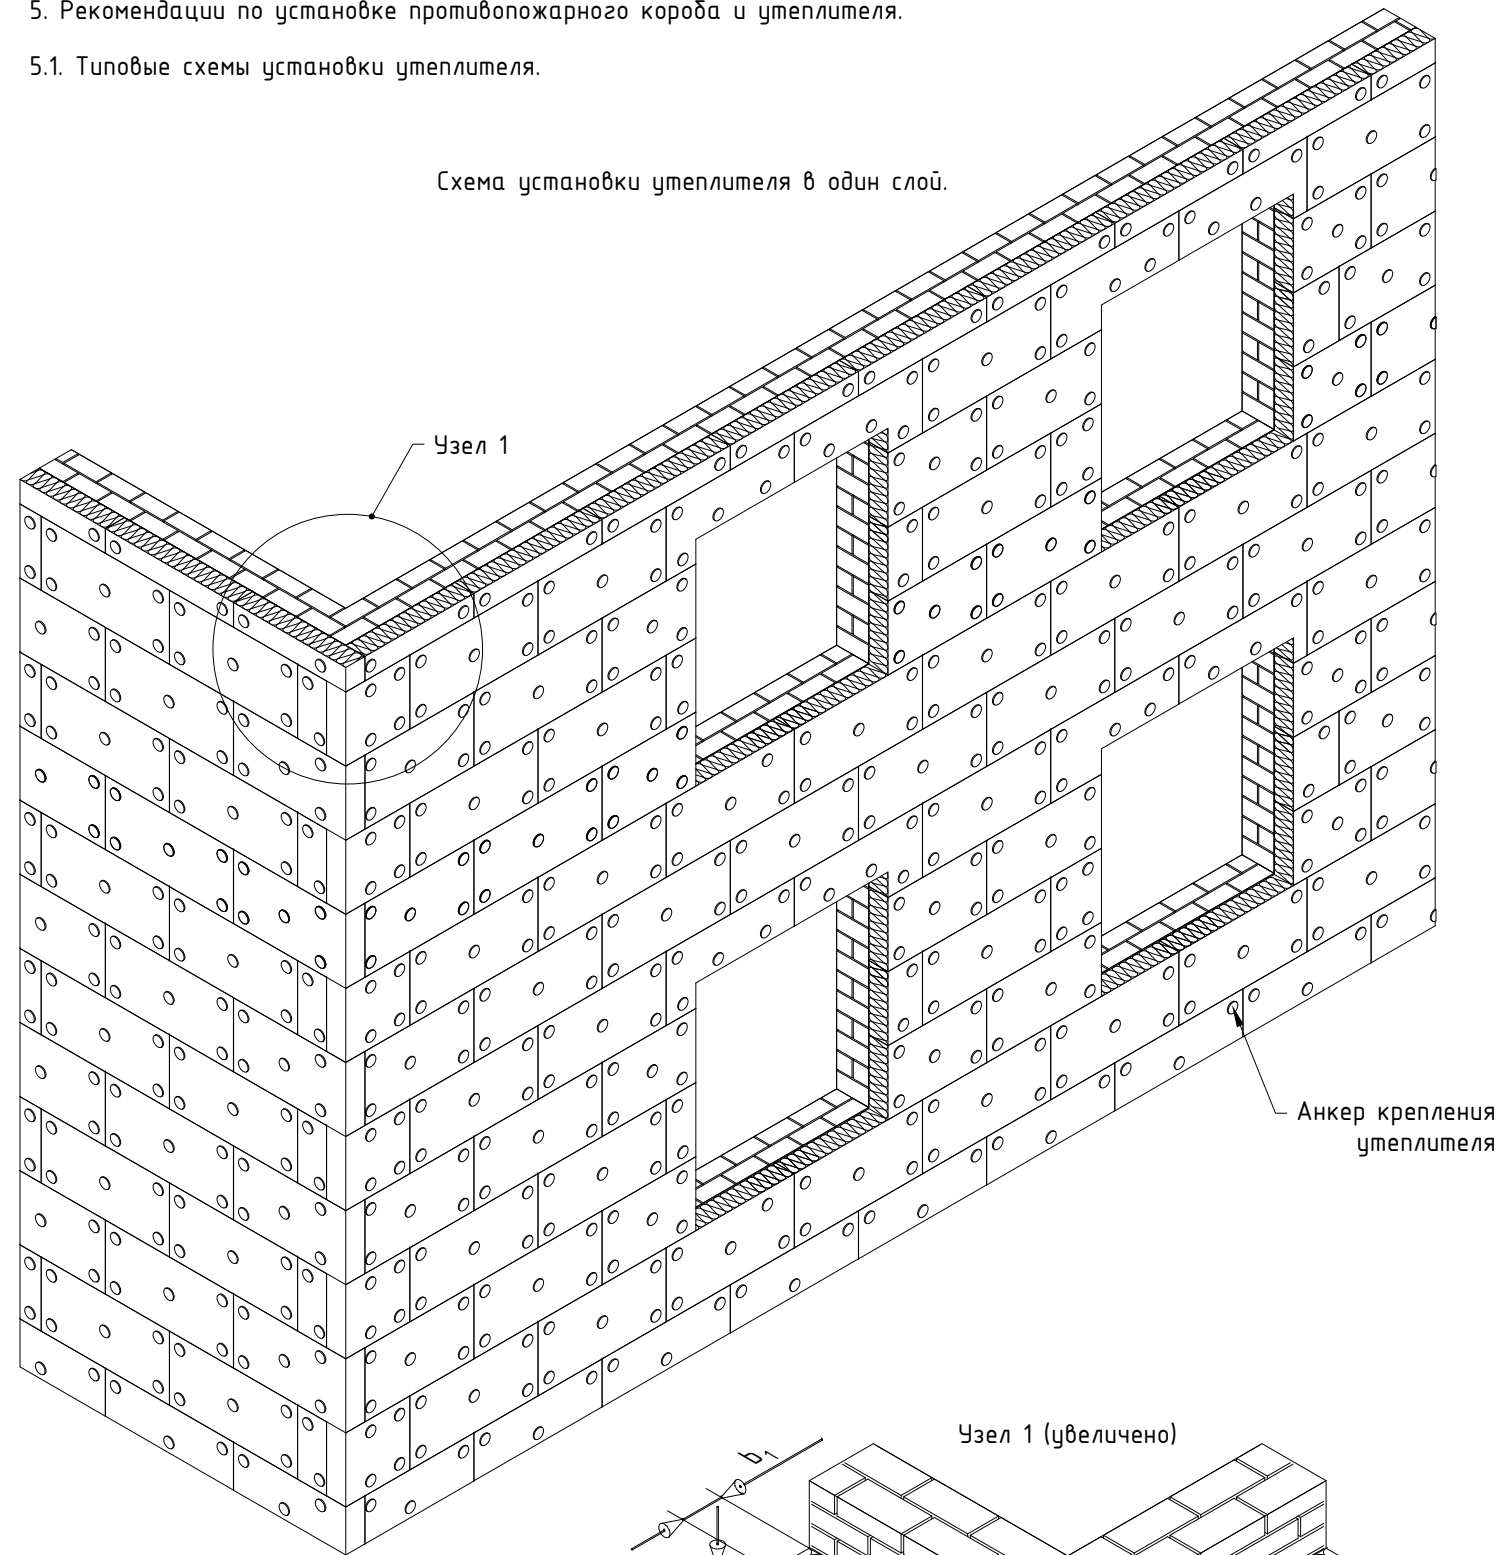 5. Рекомендации по установке противопожарного короба и утеплителя.
5.1. Типовые схемы установки утеплителя.
Схема установки утеплителя в один слой.
Узел 1
Анкер крепления
утеплителя
Узел 1 (увеличено)
b1